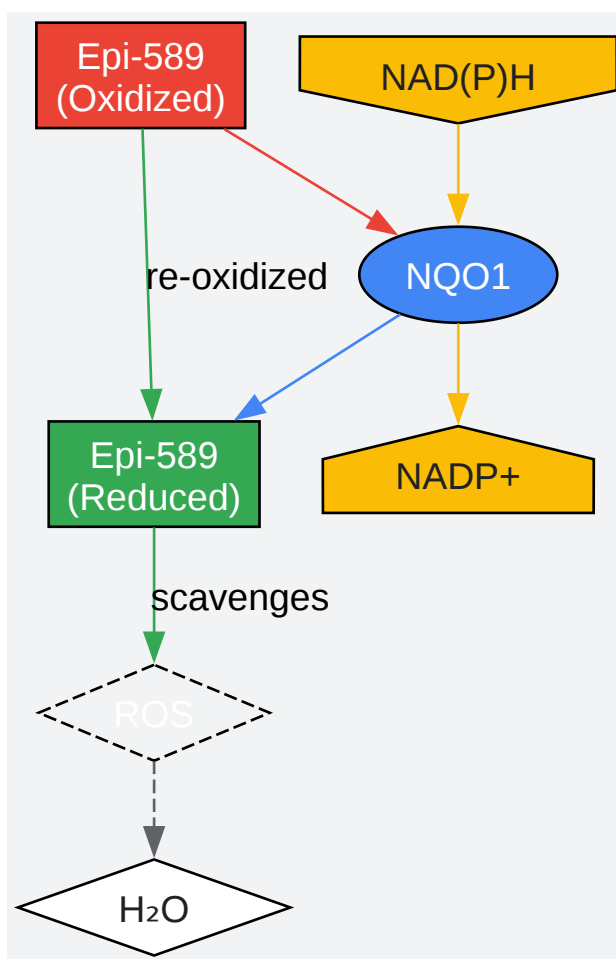 Epi-589
(Oxidized)
NAD(P)H
re-oxidized
NQO1
Epi-589
(Reduced)
NADP+
scavenges
ROS
H₂O